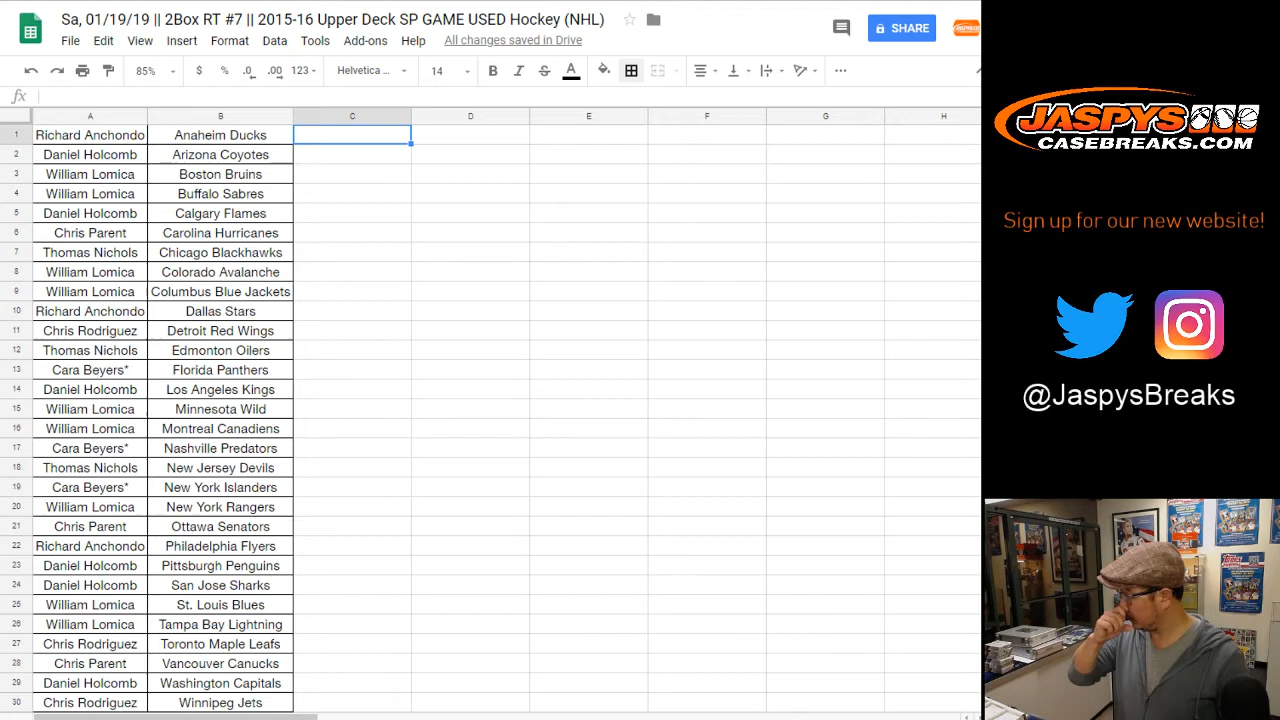 Sa, 01/19/19 || 2Box RT #7 || 2015-16 Upper Deck SP GAME USED Hockey (NHL)
File Edit View Insert Format Data Tools Add-ons Help All changes saved in Drive
SHARE
85% $ % .0 .00 123 Helvetica ... 14 B I S A
fx
A B C D E F G H
1 Richard Anchondo Anaheim Ducks
2 Daniel Holcomb Arizona Coyotes
3 William Lomica Boston Bruins
4 William Lomica Buffalo Sabres
5 Daniel Holcomb Calgary Flames
6 Chris Parent Carolina Hurricanes
7 Thomas Nichols Chicago Blackhawks
8 William Lomica Colorado Avalanche
9 William Lomica Columbus Blue Jackets
10 Richard Anchondo Dallas Stars
11 Chris Rodriguez Detroit Red Wings
12 Thomas Nichols Edmonton Oilers
13 Cara Beyers* Florida Panthers
14 Daniel Holcomb Los Angeles Kings
15 William Lomica Minnesota Wild
16 William Lomica Montreal Canadiens
17 Cara Beyers* Nashville Predators
18 Thomas Nichols New Jersey Devils
19 Cara Beyers* New York Islanders
20 William Lomica New York Rangers
21 Chris Parent Ottawa Senators
22 Richard Anchondo Philadelphia Flyers
23 Daniel Holcomb Pittsburgh Penguins
24 Daniel Holcomb San Jose Sharks
25 William Lomica St. Louis Blues
26 William Lomica Tampa Bay Lightning
27 Chris Rodriguez Toronto Maple Leafs
28 Chris Parent Vancouver Canucks
29 Daniel Holcomb Washington Capitals
30 Chris Rodriguez Winnipeg Jets
JASPYS
CASEBREAKS.COM
Sign up for our new website!
@JaspysBreaks